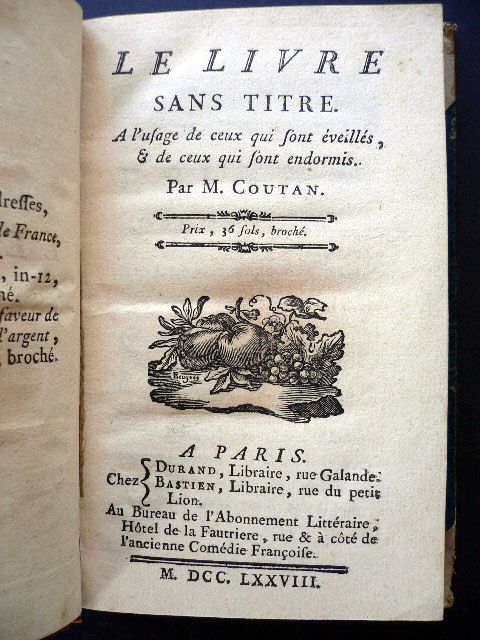 dreſſes,
de France,
, in-12,
hé.
faveur de
l'argent,
, broché.
LE LIVRE
SANS TITRE.
A l'uſage de ceux qui ſont éveillés,
& de ceux qui ſont endormis.
Par M. COUTAN.
Prix, 36 ſols, broché.
A PARIS.
Chez { DURAND, Libraire, rue Galande.
BASTIEN, Libraire, rue du petit
Lion.
Au Bureau de l'Abonnement Littéraire,
Hôtel de la Fautriere, rue & à côté de
l'ancienne Comédie Françoiſe.
M. DCC. LXXVIII.